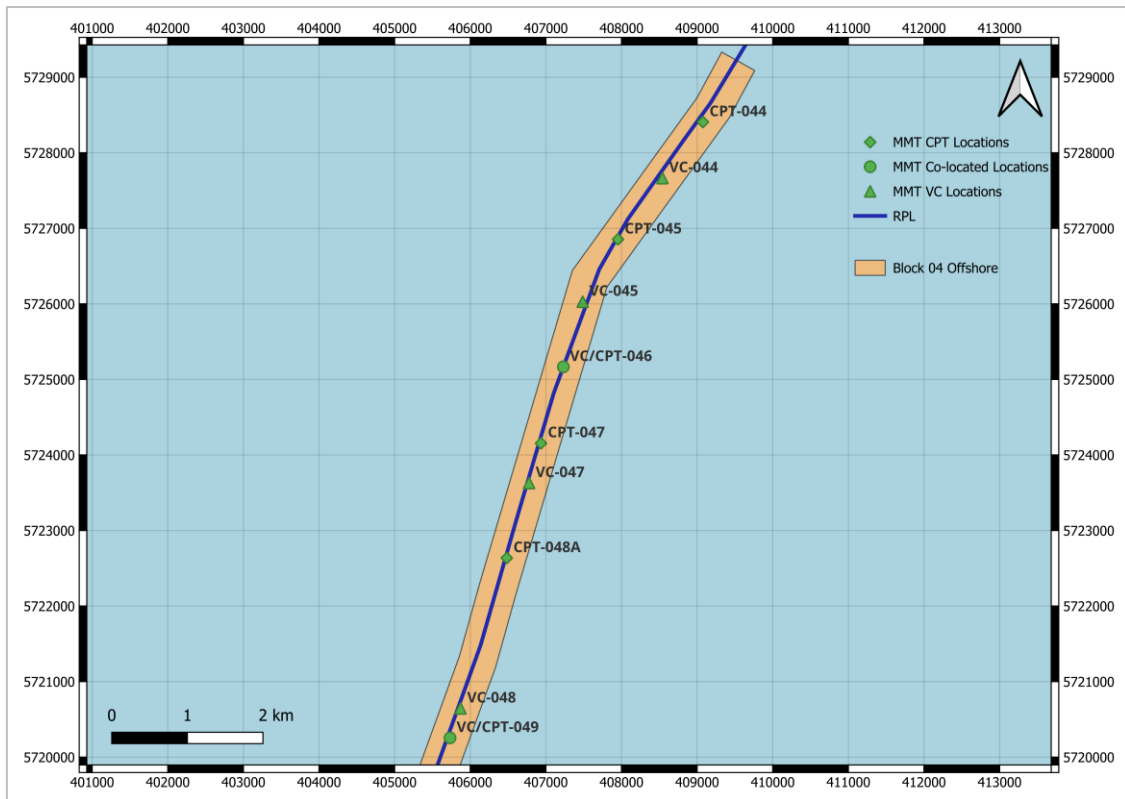 401000 402000 403000 404000 405000 406000 407000 408000 409000 410000 411000 412000 413000
5729000 5729000
CPT-044
MMT CPT Locations
5728000 5728000
VC-044
MMT Co-located Locations
MMT VC Locations
RPL
5727000 5727000
CPT-045
Block 04 Offshore
VC-045
5726000 5726000
VC/CPT-046
5725000 5725000
CPT-047
5724000 5724000
VC-047
5723000 5723000
CPT-048A
5722000 5722000
5721000 5721000
VC-048
0 1 2 km
VC/CPT-049
5720000 5720000
401000 402000 403000 404000 405000 406000 407000 408000 409000 410000 411000 412000 413000